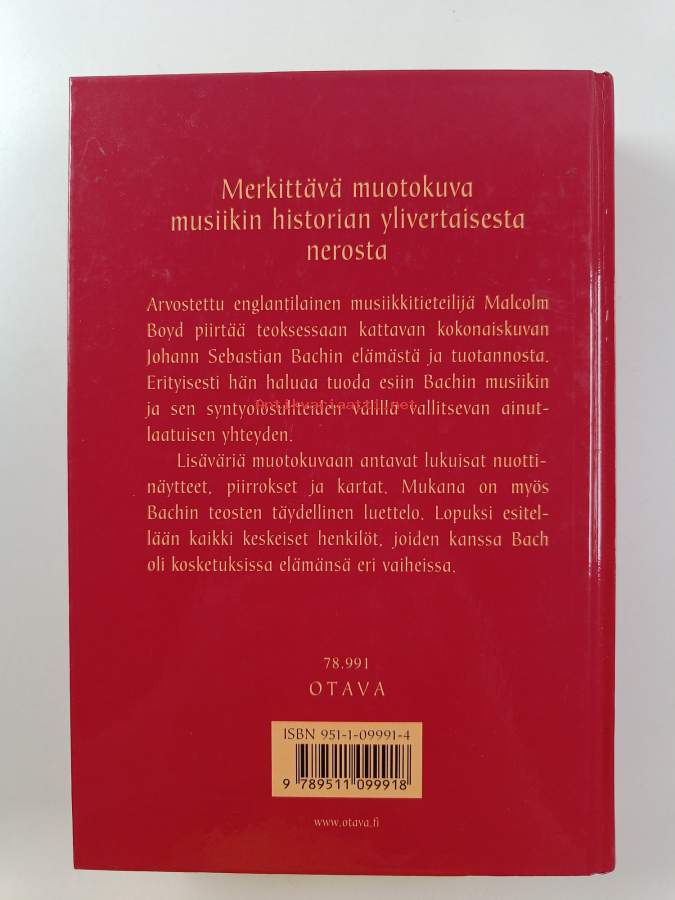 Merkittävä muotokuva
musiikin historian ylivertaisesta
nerosta
Arvostettu englantilainen musiikkitieteilijä Malcolm
Boyd piirtää teoksessaan kattavan kokonaiskuvan
Johann Sebastian Bachin elämästä ja tuotannosta.
Erityisesti hän haluaa tuoda esiin Bachin musiikin
Antikvariaatti.net
ja sen syntyolosuhteiden välillä vallitsevan ainut-
laatuisen yhteyden.
Lisäväriä muotokuvaan antavat lukuisat nuotti-
näytteet, piirrokset ja kartat. Mukana on myös
Bachin teosten täydellinen luettelo. Lopuksi esitel-
lään kaikki keskeiset henkilöt, joiden kanssa Bach
oli kosketuksissa elämänsä eri vaiheissa.
78.991
OTAVA
ISBN 951-1-09991-4
9 789511 099918
www.otava.fi